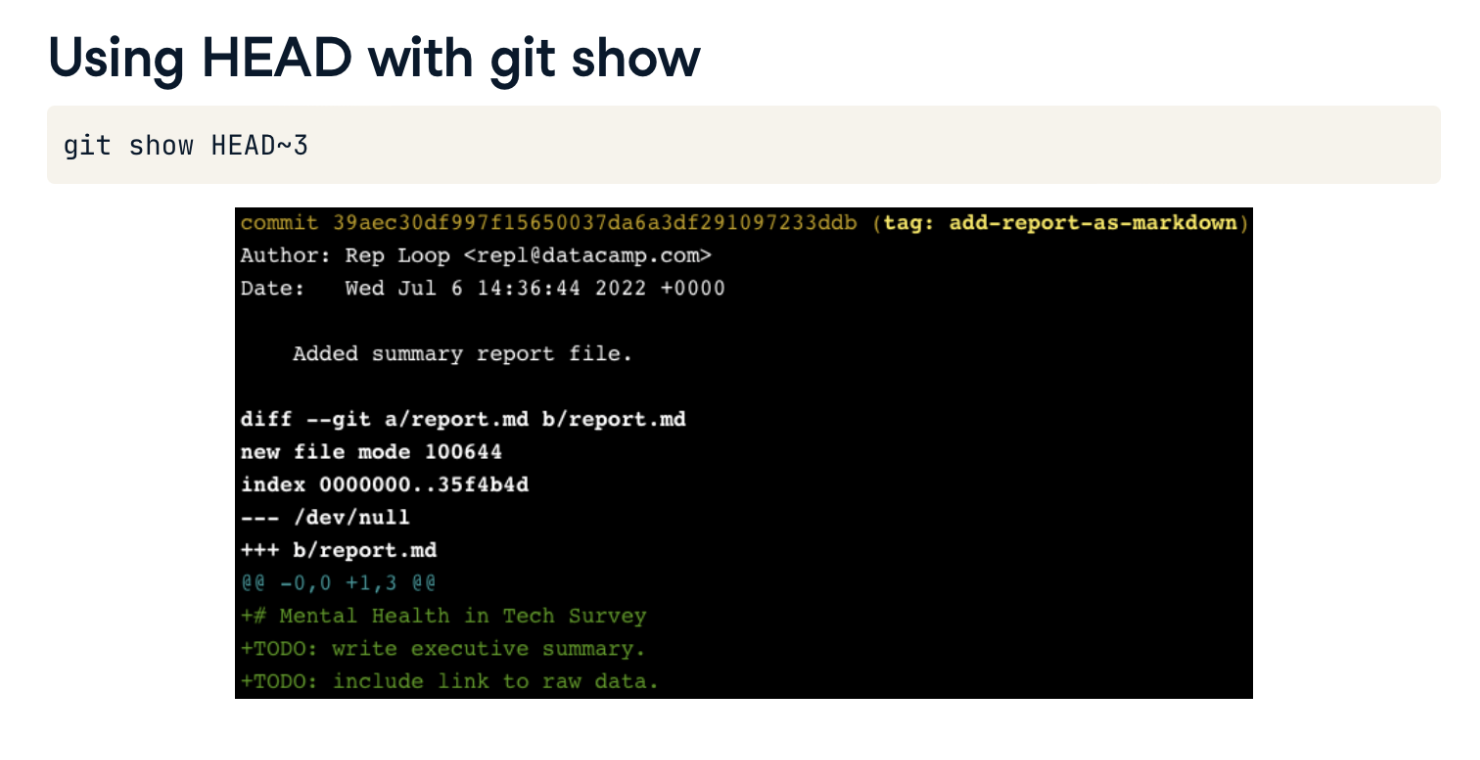 Using HEAD with git show
git show HEAD~3
commit 39aec30df997f15650037da6a3df291097233ddb (tag: add-report-as-markdown)
Author: Rep Loop <repl@datacamp.com>
Date:   Wed Jul 6 14:36:44 2022 +0000
    Added summary report file.
diff --git a/report.md b/report.md
new file mode 100644
index 0000000..35f4b4d
--- /dev/null
+++ b/report.md
@@ -0,0 +1,3 @@
+# Mental Health in Tech Survey
+TODO: write executive summary.
+TODO: include link to raw data.